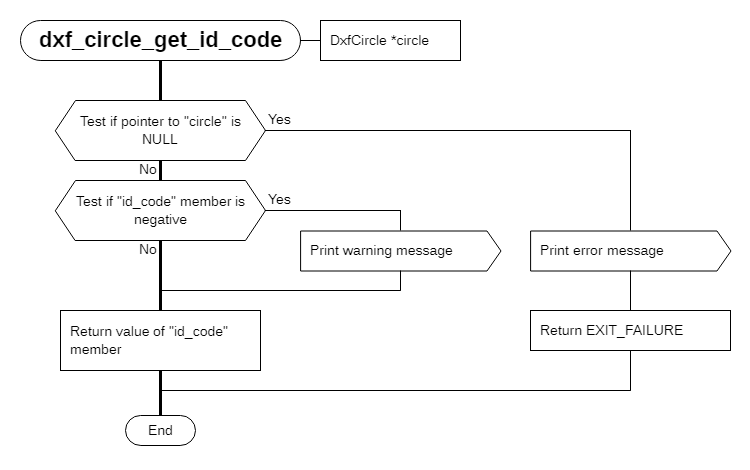 dxf_circle_get_id_code
DxfCircle *circle
Test if pointer to "circle" is
NULL
Yes
No
Test if "id_code" member is
negative
Yes
No
Print warning message
Print error message
Return value of "id_code"
member
Return EXIT_FAILURE
End